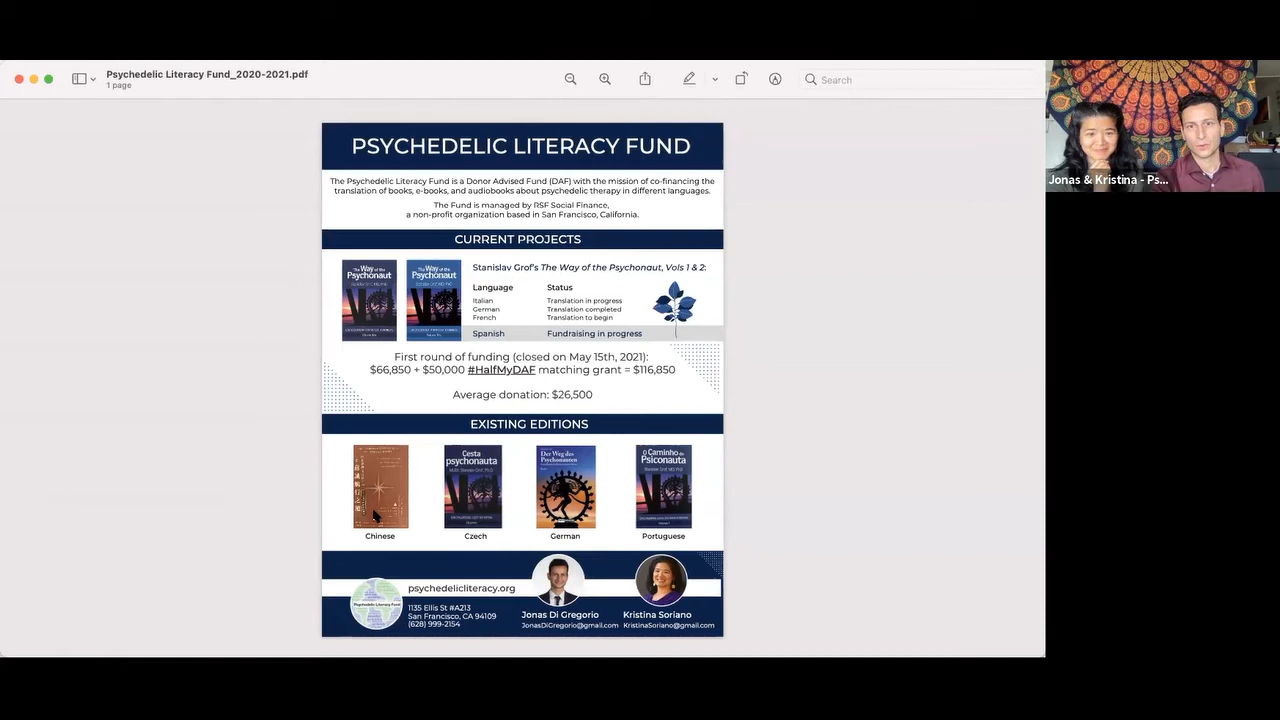 Psychedelic Literacy Fund_2020-2021.pdf
1 page
Search
Jonas & Kristina - Ps...
PSYCHEDELIC LITERACY FUND
The Psychedelic Literacy Fund is a Donor Advised Fund (DAF) with the mission of co-financing the
translation of books, e-books, and audiobooks about psychedelic therapy in different languages.
The Fund is managed by RSF Social Finance,
a non-profit organization based in San Francisco, California.
CURRENT PROJECTS
The Way of the
Psychonaut
The Way of the
Psychonaut
Stanislav Grof's The Way of the Psychonaut, Vols 1 & 2:
Language Status
Italian Translation in progress
German Translation completed
French Translation to begin
Spanish Fundraising in progress
First round of funding (closed on May 15th, 2021):
$66,850 + $50,000 #HalfMyDAF matching grant = $116,850
Average donation: $26,500
EXISTING EDITIONS
Cesta
psychonauta
Der Weg des
Psychonauten
O Caminho do
Psiconauta
Chinese Czech German Portuguese
Psychedelic Literacy Fund
psychedelicliteracy.org
1135 Ellis St #A213
San Francisco, CA 94109
(628) 999-2154
Jonas Di Gregorio
JonasDiGregorio@gmail.com
Kristina Soriano
KristinaSoriano@gmail.com